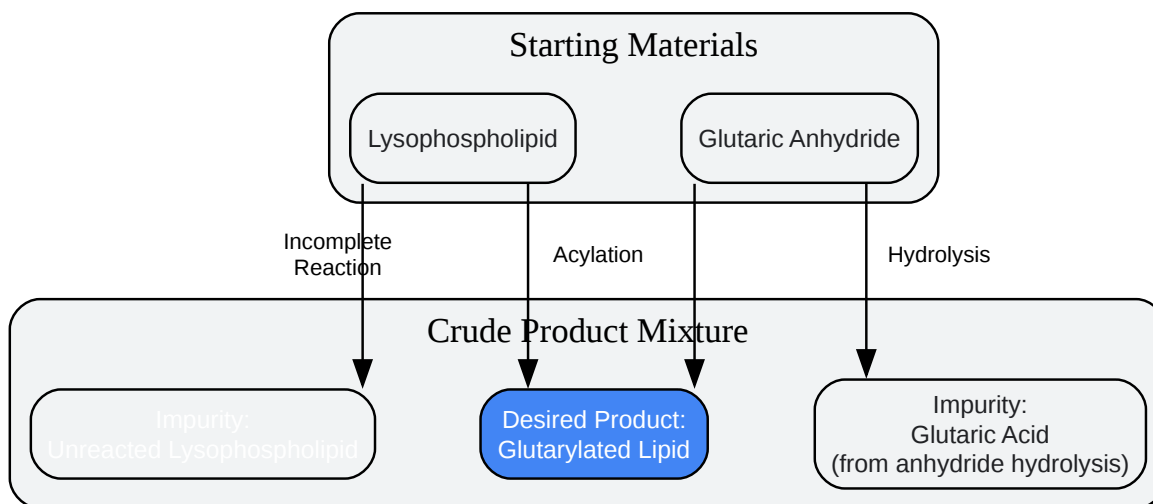 Starting Materials
Lysophospholipid
Glutaric Anhydride
Incomplete
Reaction
Acylation
Hydrolysis
Crude Product Mixture
Impurity:
Unreacted Lysophospholipid
Desired Product:
Glutarylated Lipid
Impurity:
Glutaric Acid
(from anhydride hydrolysis)